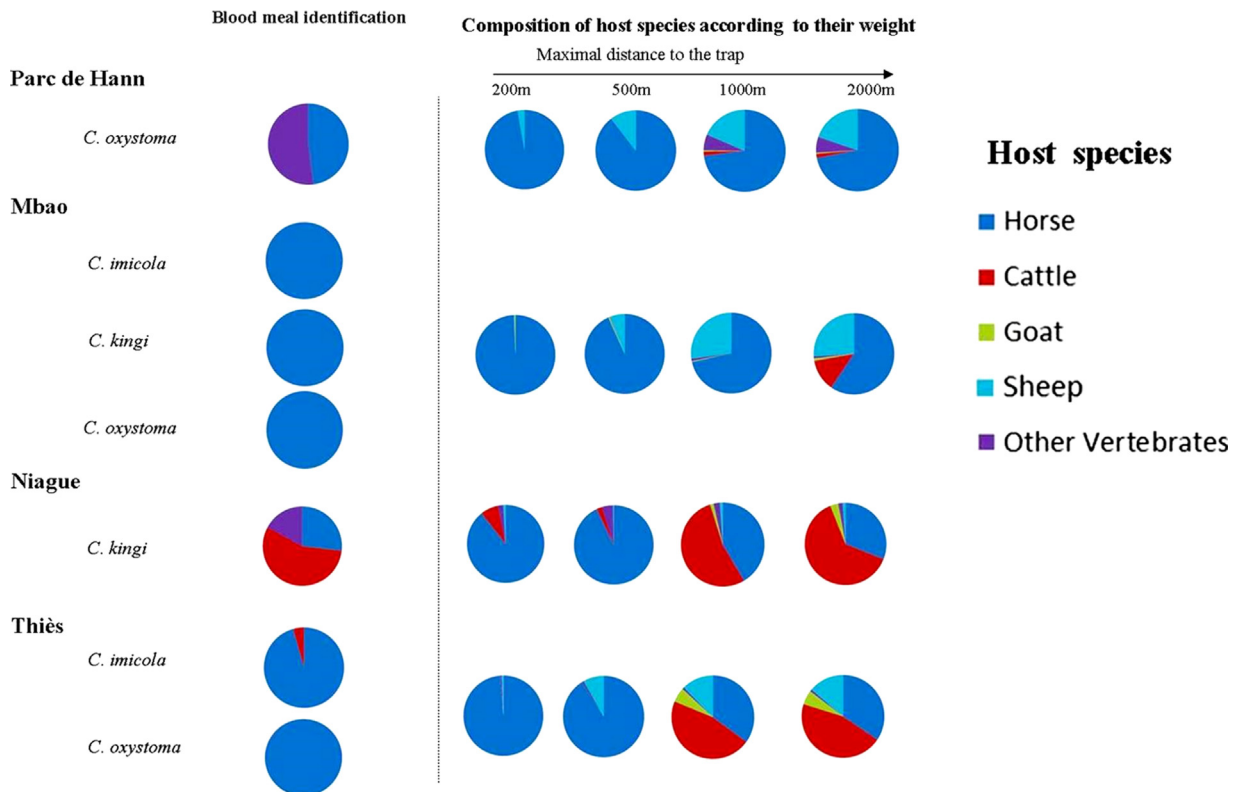 Blood meal identification
Composition of host species according to their weight
Maximal distance to the trap
200m 500m 1000m 2000m
Parc de Hann
C. oxystoma
Mbao
C. imicola
C. kingi
C. oxystoma
Niague
C. kingi
Thiès
C. imicola
C. oxystoma
Host species
Horse
Cattle
Goat
Sheep
Other Vertebrates